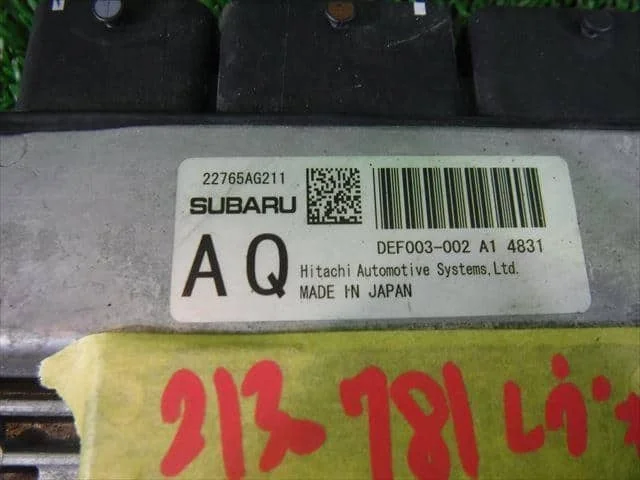 22765AG211
SUBARU
DEF003-002 A1 4831
AQ
Hitachi Automotive Systems,Ltd.
MADE IN JAPAN
213 781